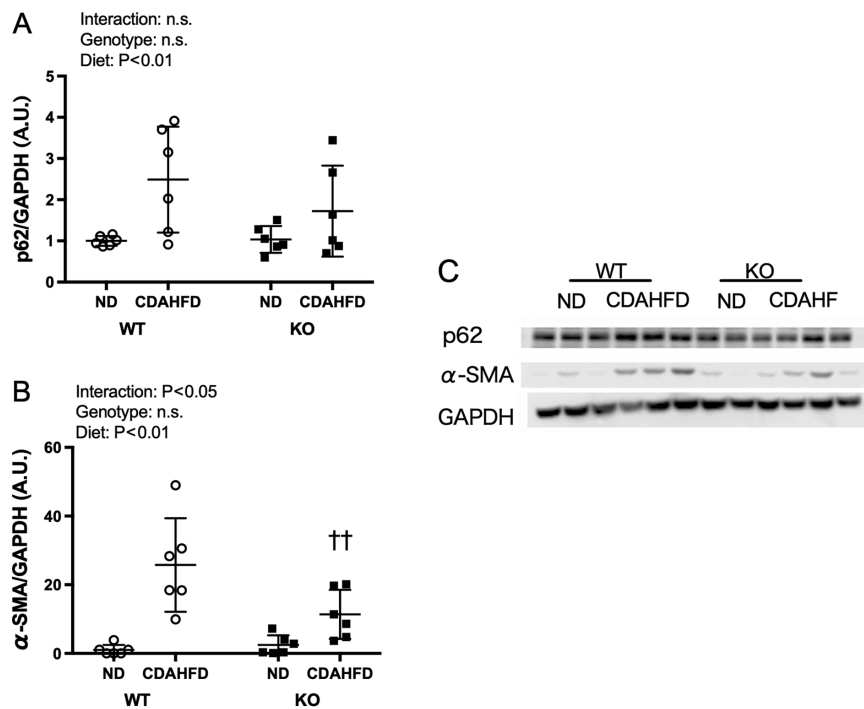 A
Interaction: n.s.
Genotype: n.s.
Diet: P<0.01
p62/GAPDH (A.U.)
5
4
3
2
1
0
ND CDAHFD ND CDAHFD
WT KO
B
Interaction: P<0.05
Genotype: n.s.
Diet: P<0.01
α-SMA/GAPDH (A.U.)
60
40
20
0
††
ND CDAHFD ND CDAHFD
WT KO
C
WT KO
ND CDAHFD ND CDAHF
p62
α-SMA
GAPDH